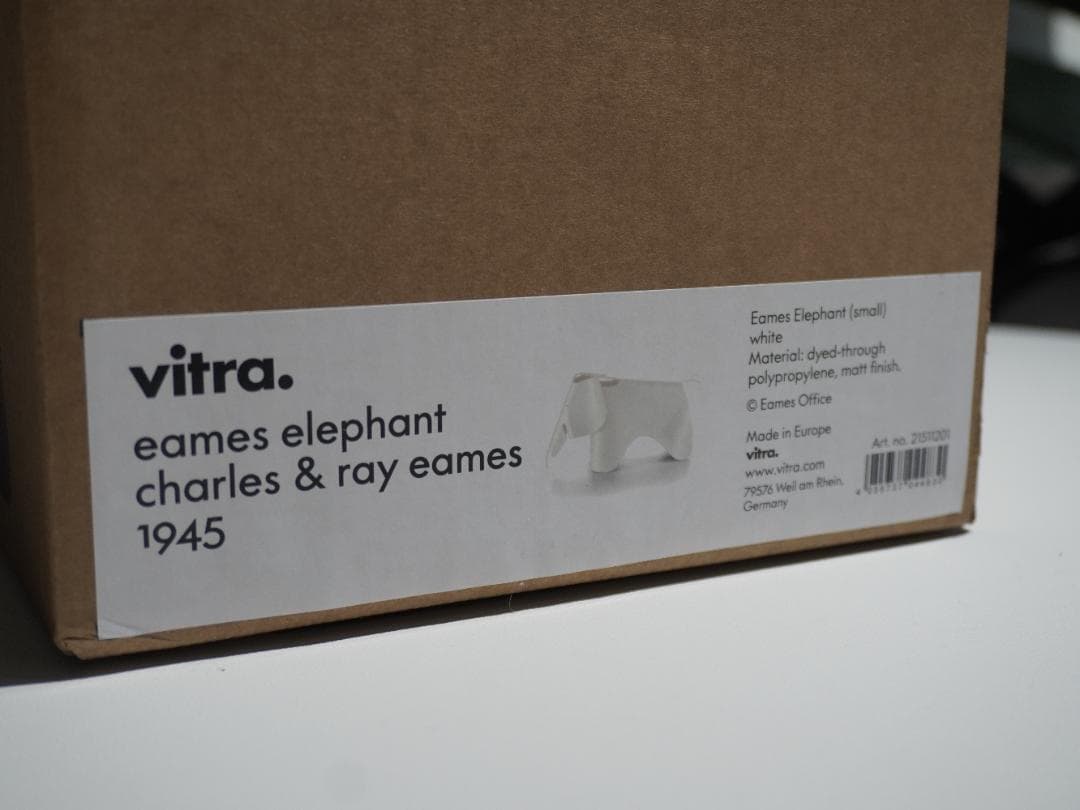 vitra.
eames elephant
charles & ray eames
1945
Eames Elephant (small)
white
Material: dyed-through
polypropylene, matt finish.
© Eames Office
Made in Europe
vitra.
www.vitra.com
79576 Weil am Rhein,
Germany
Art. no. 21511201